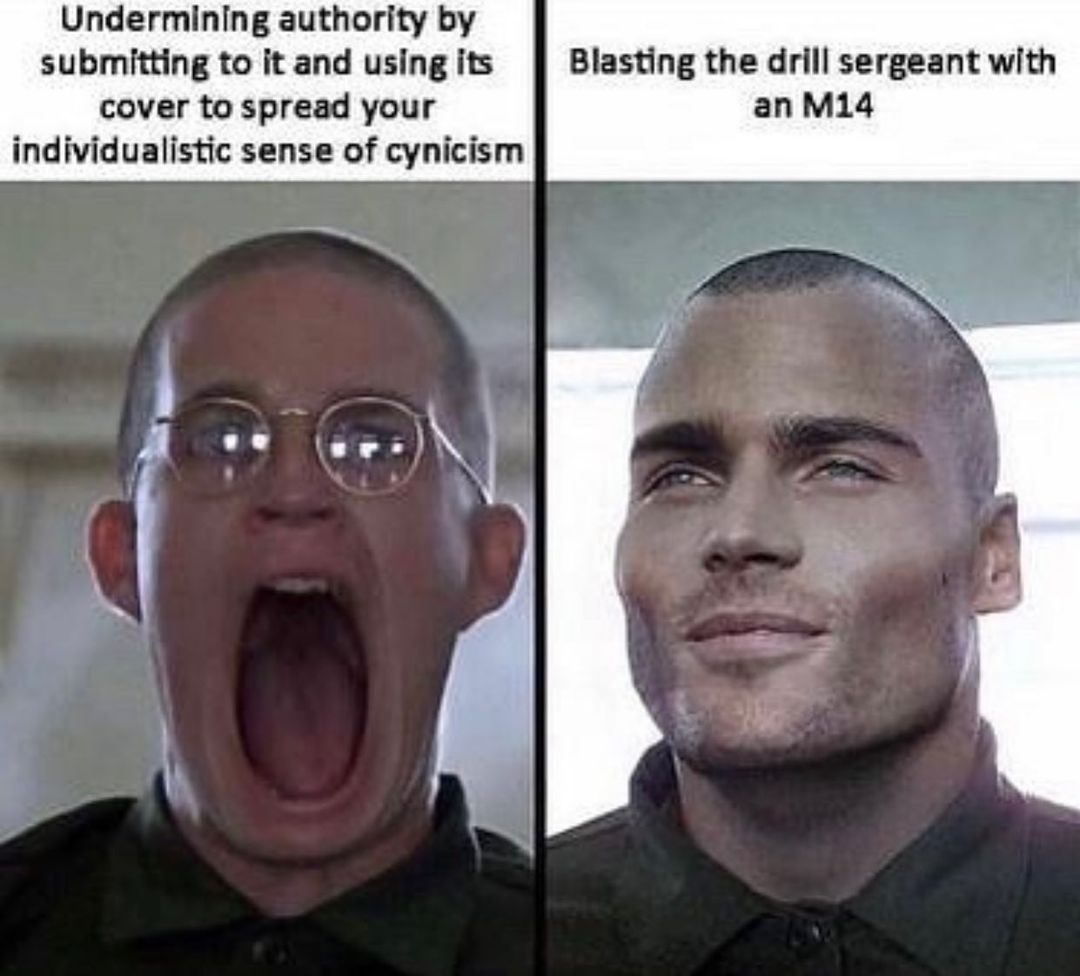 Undermining authority by
submitting to it and using its
cover to spread your
individualistic sense of cynicism
Blasting the drill sergeant with
an M14